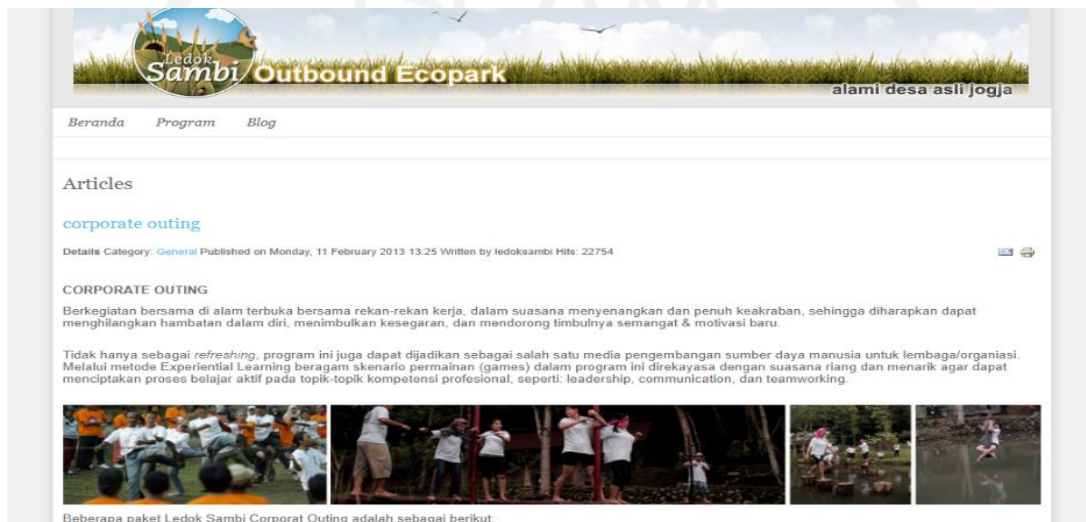 Ledok
Sambi Outbound Ecopark
alami desa asli jogja
Beranda Program Blog
Articles
corporate outing
Details Category: General Published on Monday, 11 February 2013 13:25 Written by ledoksambi Hits: 22754
CORPORATE OUTING
Berkegiatan bersama di alam terbuka bersama rekan-rekan kerja, dalam suasana menyenangkan dan penuh keakraban, sehingga diharapkan dapat
menghilangkan hambatan dalam diri, menimbulkan kesegaran, dan mendorong timbulnya semangat & motivasi baru.
Tidak hanya sebagai refreshing, program ini juga dapat dijadikan sebagai salah satu media pengembangan sumber daya manusia untuk lembaga/organiasi.
Melalui metode Experiential Learning beragam skenario permainan (games) dalam program ini direkayasa dengan suasana riang dan menarik agar dapat
menciptakan proses belajar aktif pada topik-topik kompetensi profesional, seperti: leadership, communication, dan teamworking.
Beberapa paket Ledok Sambi Corporat Outing adalah sebagai berikut: